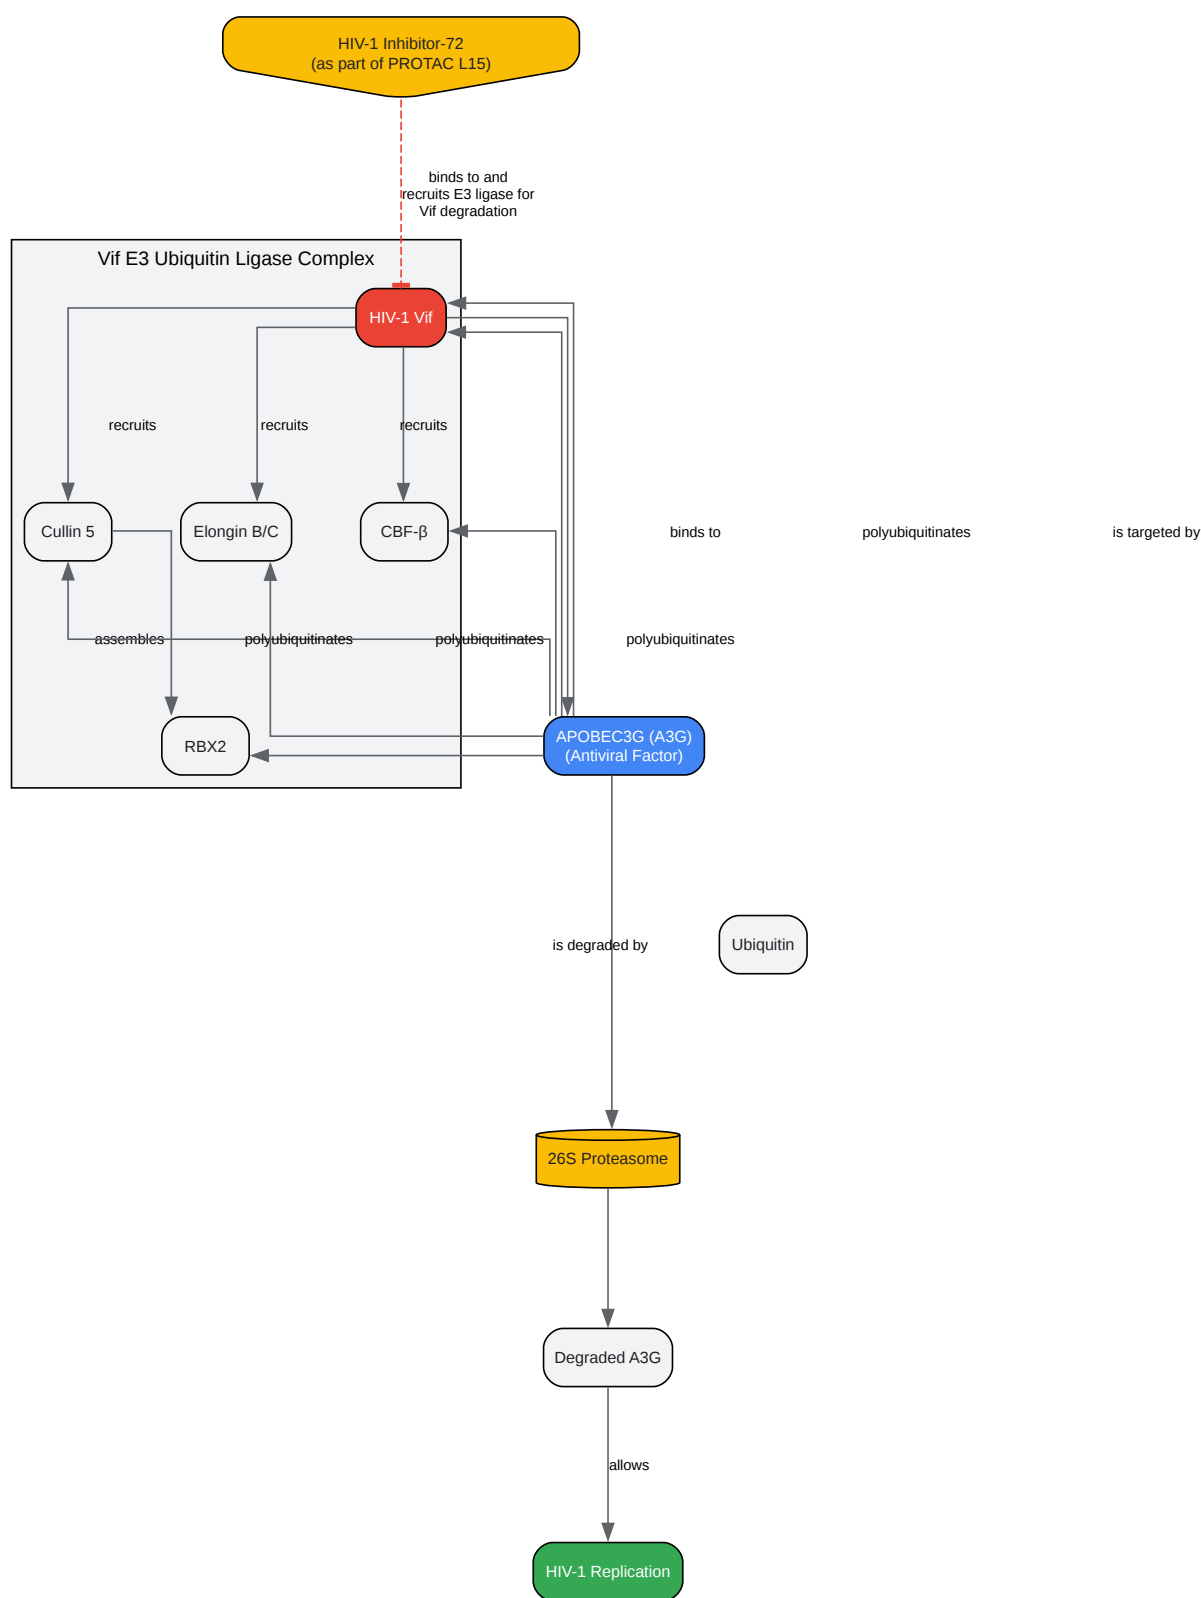 HIV-1 Inhibitor-72
(as part of PROTAC L15)
binds to and
recruits E3 ligase for
Vif degradation
Vif E3 Ubiquitin Ligase Complex
HIV-1 Vif
recruits
recruits
recruits
Cullin 5
Elongin B/C
CBF-β
binds to
polyubiquitinates
is targeted by
assembles
polyubiquitinates
polyubiquitinates
polyubiquitinates
RBX2
APOBEC3G (A3G)
(Antiviral Factor)
is degraded by
Ubiquitin
26S Proteasome
Degraded A3G
allows
HIV-1 Replication